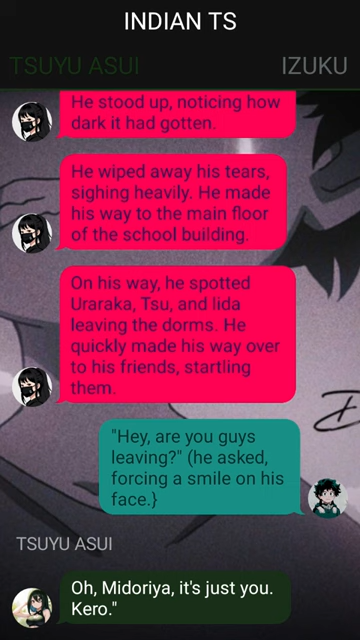 INDIAN TS
TSUYU ASUI IZUKU
He stood up, noticing how
dark it had gotten.
He wiped away his tears,
sighing heavily. He made
his way to the main floor
of the school building.
On his way, he spotted
Uraraka, Tsu, and Iida
leaving the dorms. He
quickly made his way over
to his friends, startling
them.
"Hey, are you guys
leaving?" (he asked,
forcing a smile on his
face.}
TSUYU ASUI
Oh, Midoriya, it's just you.
Kero."